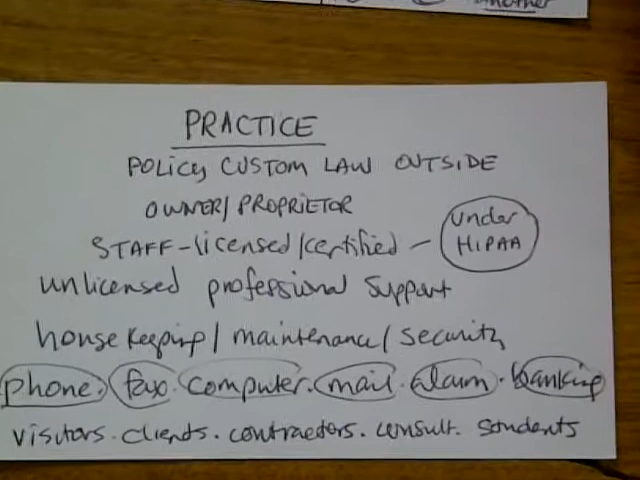 another
PRACTICE
POLICY CUSTOM LAW OUTSIDE
OWNER/PROPRIETOR
STAFF-licensed/certified - under HIPAA
unlicensed professional support
housekeeping/maintenance/security
phone. fax. computer. mail. alarm. banking
visitors. clients. contractors. consult. students